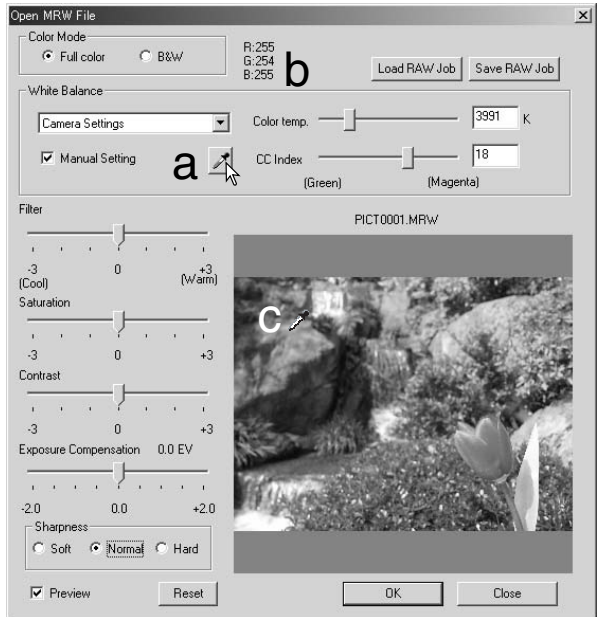 Open MRW File
Color Mode
Full color B&W
R:255
G:254
B:255
b
Load RAW Job Save RAW Job
White Balance
Camera Settings
Color temp. 3991 K
Manual Setting
a
CC Index 18
(Green) (Magenta)
Filter
-3 0 +3
(Cool) (Warm)
Saturation
-3 0 +3
Contrast
-3 0 +3
Exposure Compensation 0.0 EV
-2.0 0.0 +2.0
Sharpness
Soft Normal Hard
Preview Reset
PICT0001.MRW
c
OK Close